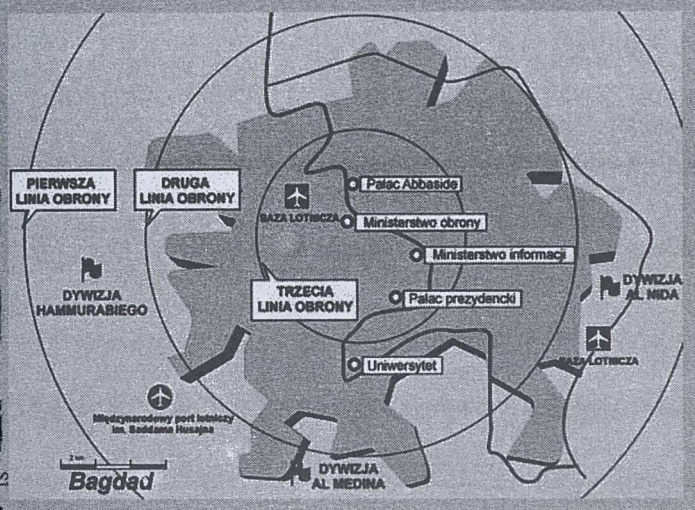 PIERWSZA
LINIA OBRONY
DRUGA
LINIA OBRONY
BAZA LOTNICZA
Pałac Abbaside
Ministerstwo obrony
Ministerstwo informacji
DYWIZJA
HAMMURABIEGO
TRZECIA
LINIA OBRONY
Pałac prezydencki
DYWIZJA
AL NIDA
BAZA LOTNICZA
Uniwersytet
Międzynarodowy port lotniczy
im. Saddama Husajna
Bagdad
DYWIZJA
AL MEDINA